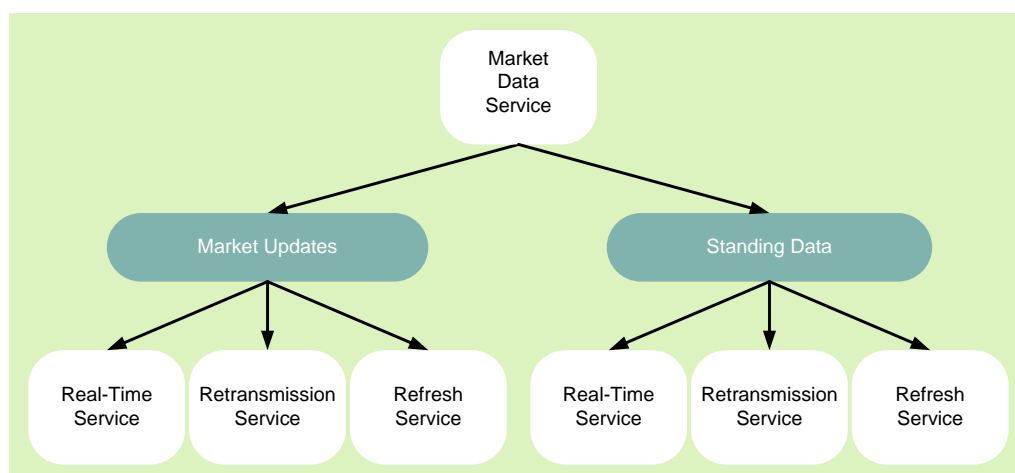 Market
Data
Service
Market Updates
Standing Data
Real-Time
Service
Retransmission
Service
Refresh
Service
Real-Time
Service
Retransmission
Service
Refresh
Service